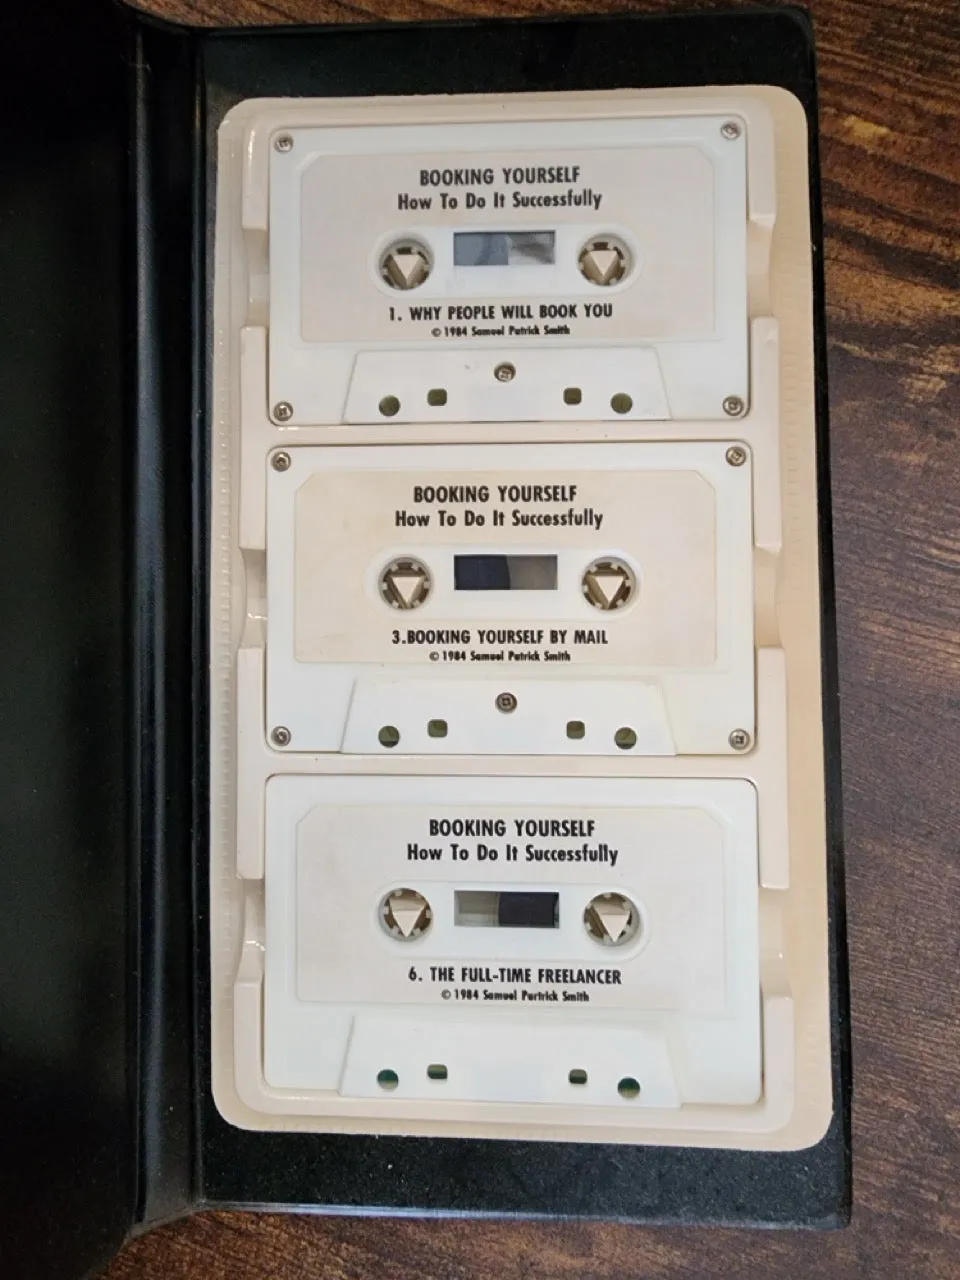 BOOKING YOURSELF
How To Do It Successfully
1. WHY PEOPLE WILL BOOK YOU
© 1984 Samuel Patrick Smith
BOOKING YOURSELF
How To Do It Successfully
3.BOOKING YOURSELF BY MAIL
© 1984 Samuel Patrick Smith
BOOKING YOURSELF
How To Do It Successfully
6. THE FULL-TIME FREELANCER
© 1984 Samuel Partrick Smith